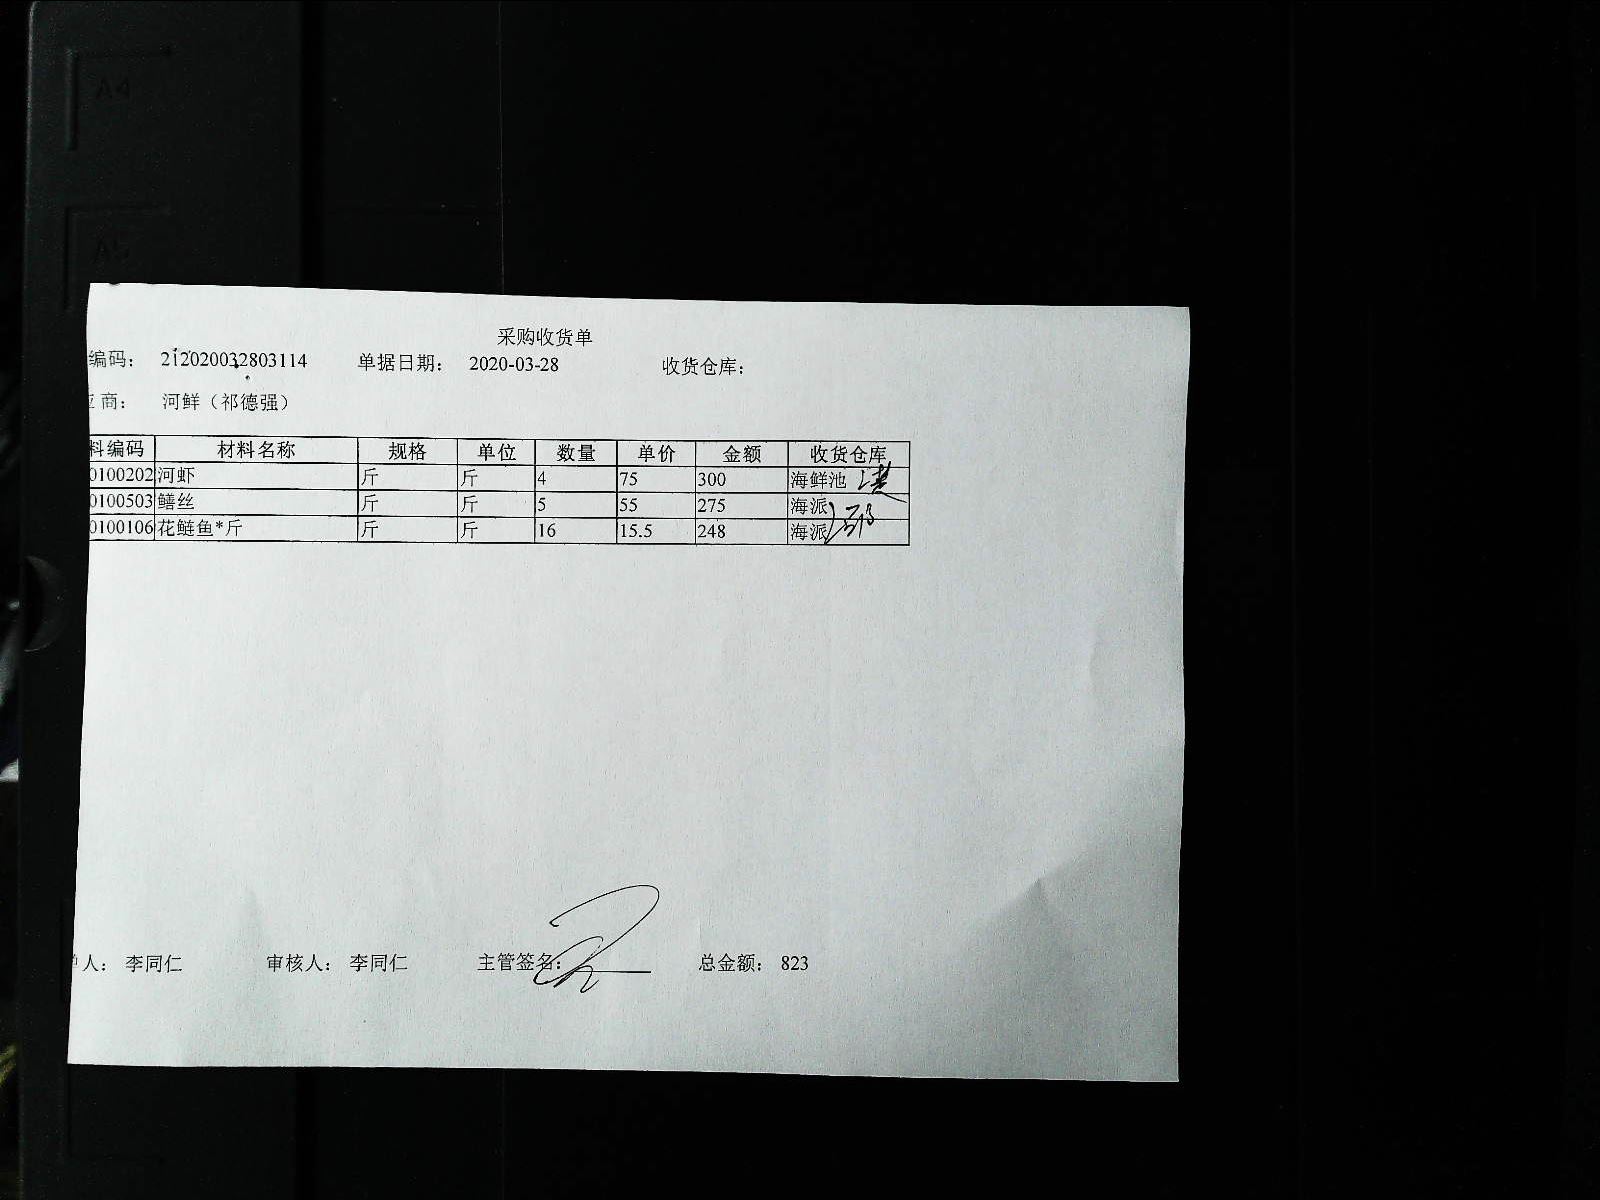 A4
A5
采购收货单
编码： 212020032803114 单据日期： 2020-03-28 收货仓库：
应商： 河鲜（祁德强）
料编码 材料名称 规格 单位 数量 单价 金额 收货仓库
0100202 河虾 斤 斤 4 75 300 海鲜池
0100503 鳝丝 斤 斤 5 55 275 海派
0100106 花鲢鱼*斤 斤 斤 16 15.5 248 海派
人： 李同仁 审核人： 李同仁 主管签名： 总金额： 823